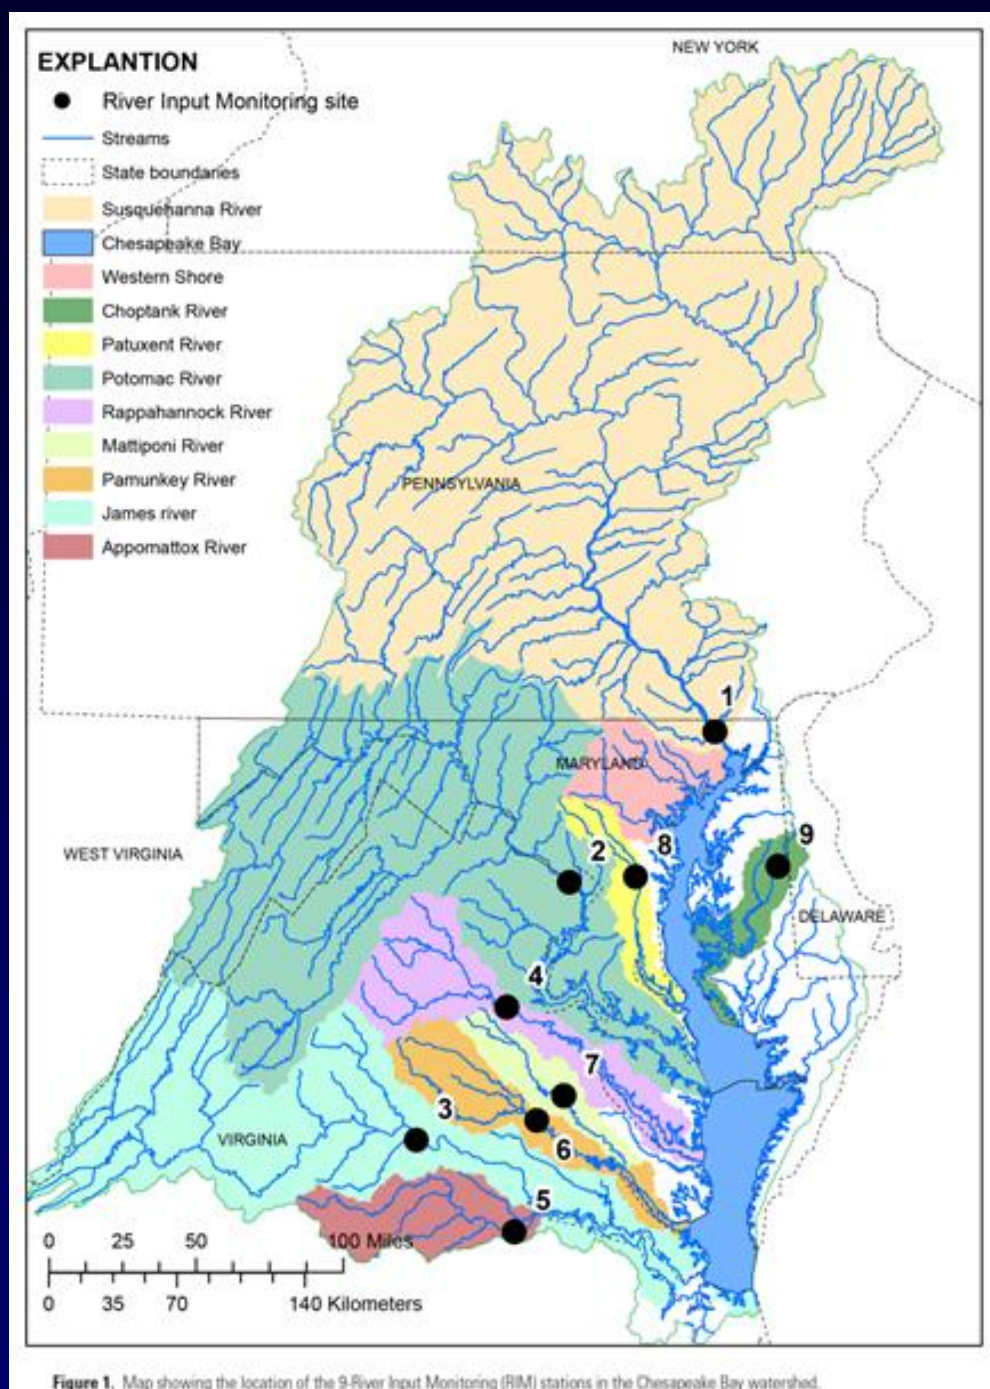 NEW YORK
EXPLANTION
River Input Monitoring site
Streams
State boundaries
Susquehanna River
Chesapeake Bay
Western Shore
Choptank River
Patuxent River
Potomac River
Rappahannock River
Mattiponi River
PENNSYLVANIA
Pamunkey River
James river
Appomattox River
1
MARYLAND
WEST VIRGINIA
2
8
9
DELAWARE
4
7
3
VIRGINIA
6
5
0 25 50 100 Miles
0 35 70 140 Kilometers
Figure 1. Map showing the location of the 9-River Input Monitoring (RIM) stations in the Chesapeake Bay watershed.